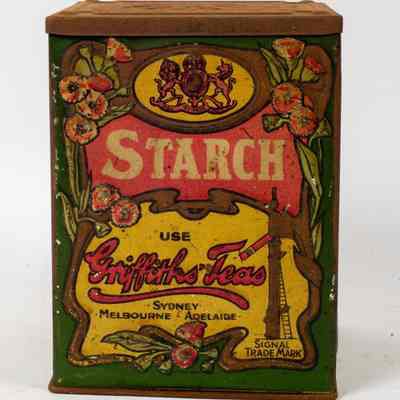 STARCH
USE
Griffiths' Teas
SYDNEY
MELBOURNE ADELAIDE
SIGNAL
TRADE MARK